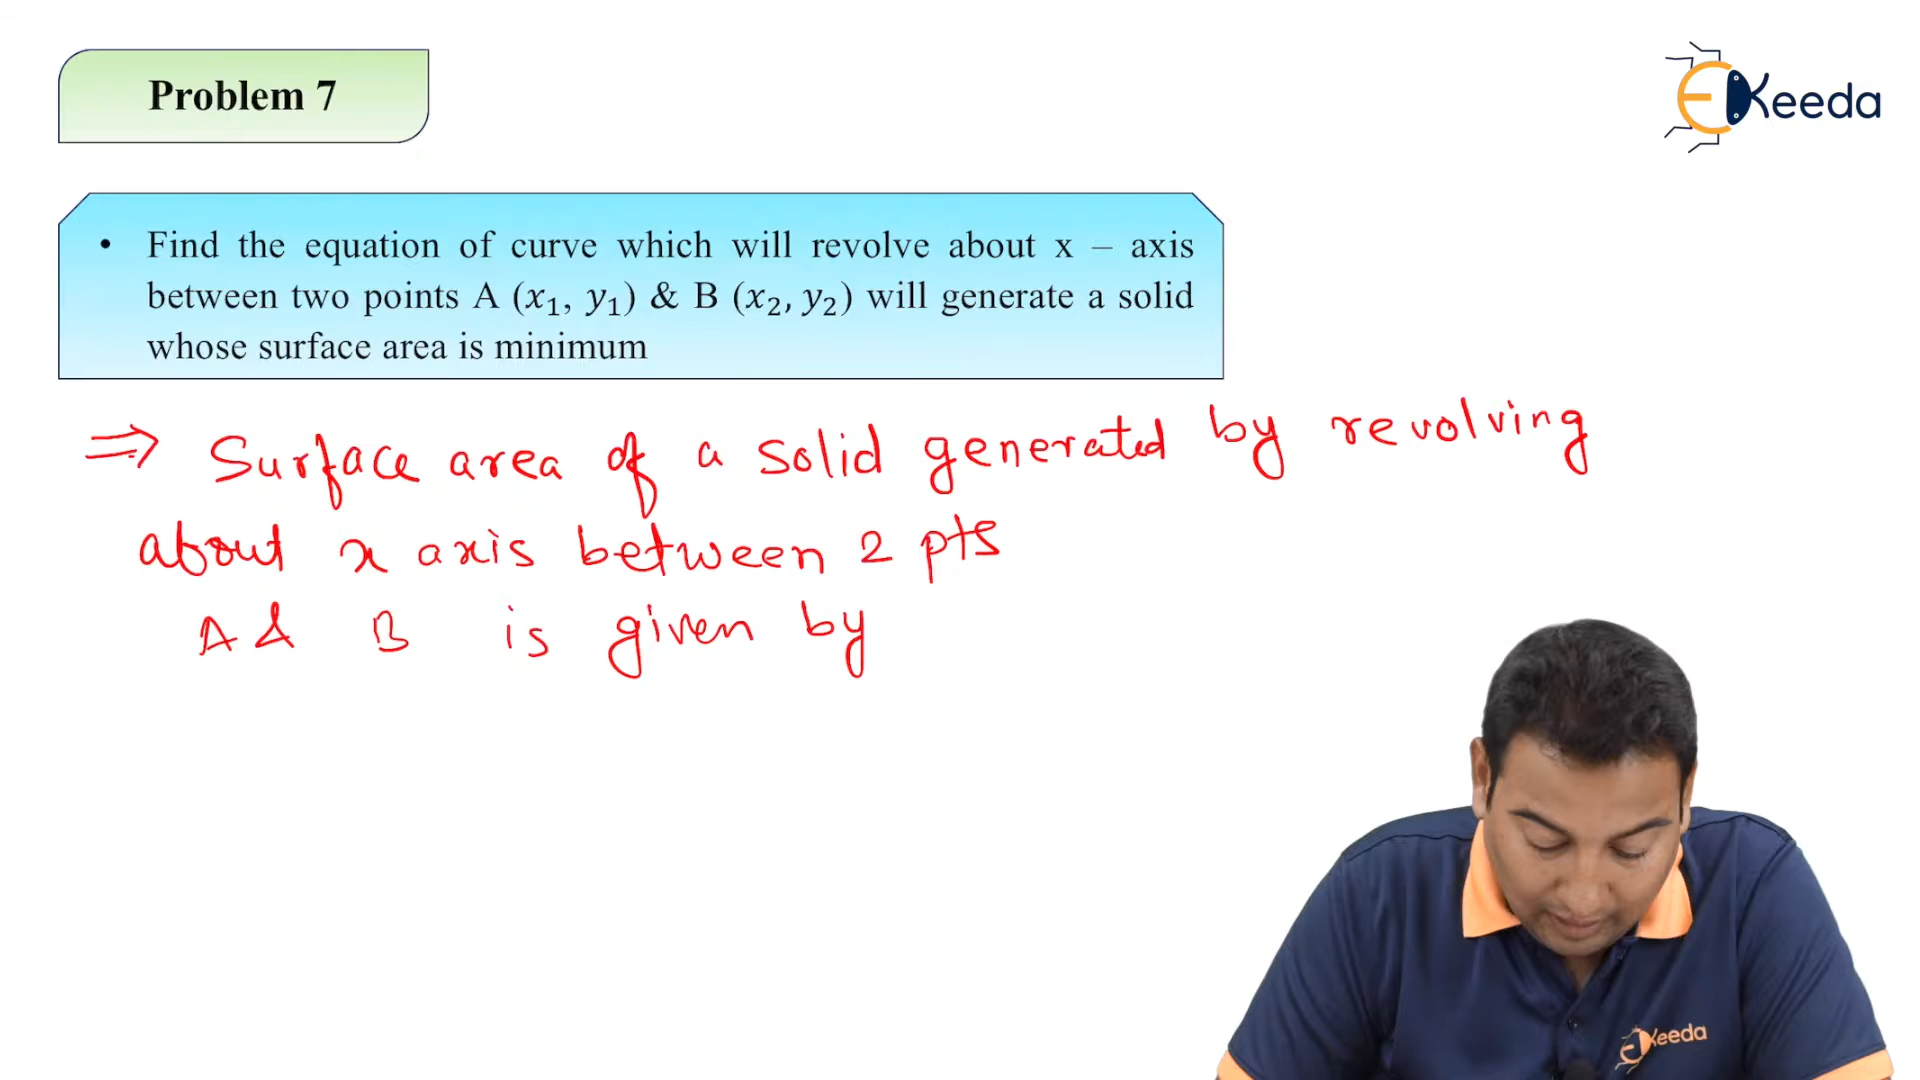 Problem 7
EKeeda
• Find the equation of curve which will revolve about x – axis
between two points A (x₁, y₁) & B (x₂, y₂) will generate a solid
whose surface area is minimum
⇒ Surface area of a solid generated by revolving
about x axis between 2 pts
A & B is given by
EKeeda